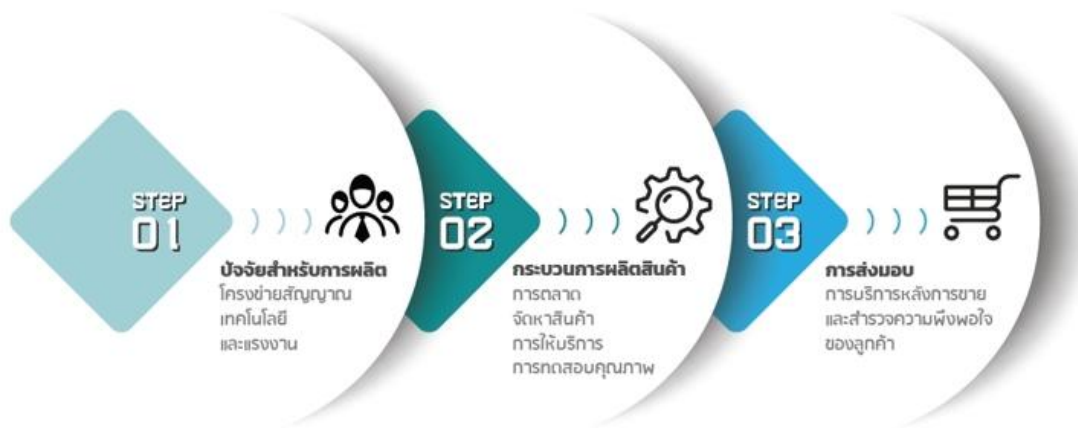 STEP
01
ปัจจัยสำหรับการผลิต
โครงข่ายสัญญาณ
เทคโนโลยี
และแรงงาน
STEP
02
กระบวนการผลิตสินค้า
การตลาด
จัดหาสินค้า
การให้บริการ
การทดสอบคุณภาพ
STEP
03
การส่งมอบ
การบริการหลังการขาย
และสำรวจความพึงพอใจ
ของลูกค้า